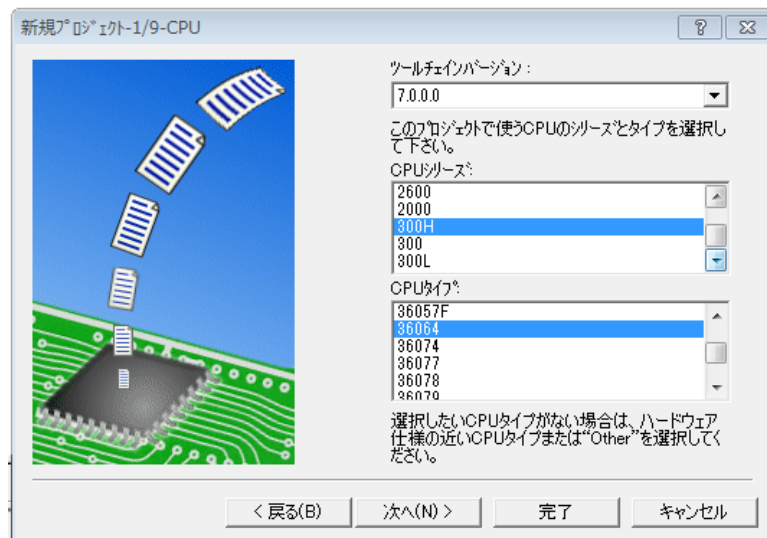 新規ﾌﾟﾛｼﾞｪｸﾄ-1/9-CPU
ﾂｰﾙﾁｪｲﾝﾊﾞｰｼﾞｮﾝ :
7.0.0.0
このﾌﾟﾛｼﾞｪｸﾄで使うCPUのｼﾘｰｽﾞとﾀｲﾌﾟを選択し
て下さい。
CPUｼﾘｰｽﾞ:
2600
2000
300H
300
300L
CPUﾀｲﾌﾟ:
36057F
36064
36074
36077
36078
36079
選択したいCPUﾀｲﾌﾟがない場合は、ハードウェア
仕様の近いCPUﾀｲﾌﾟまたは“Other”を選択してく
ださい。
< 戻る(B)
次へ(N) >
完了
キャンセル